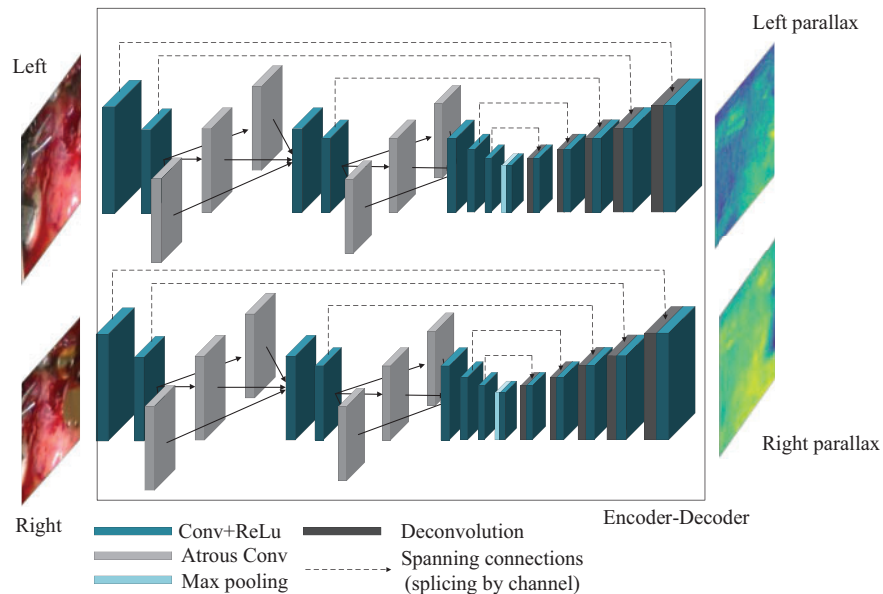 Left parallax
Left
Right parallax
Right
Encoder-Decoder
Conv+ReLu
Deconvolution
Atrous Conv
Spanning connections
(splicing by channel)
Max pooling